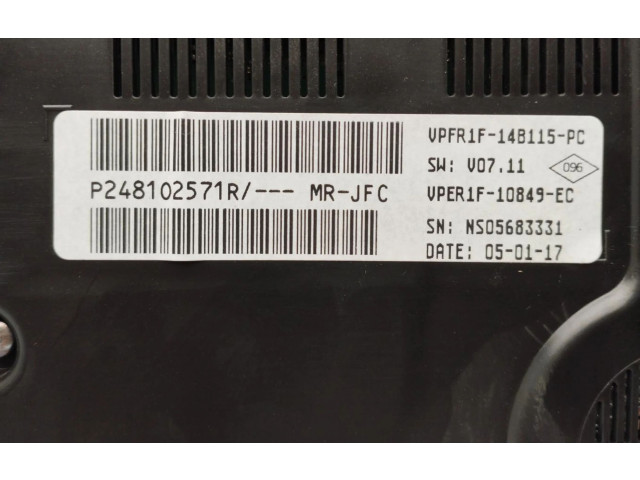 P248102571R/--- MR-JFC
VPFR1F-14B115-PC
SW: V07.11
096
VPER1F-10849-EC
SN: NS05683331
DATE: 05-01-17